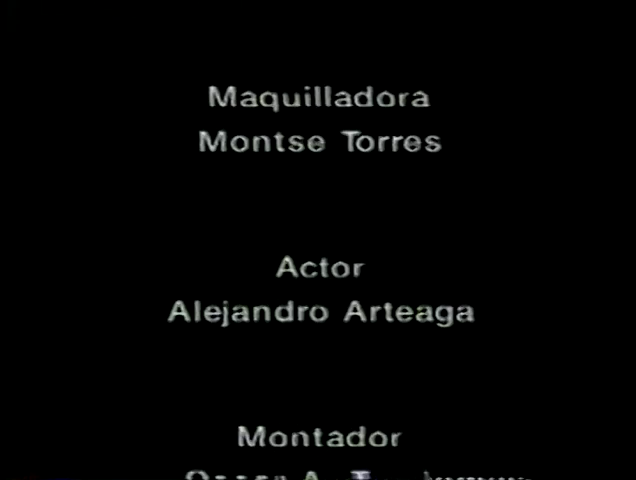 Maquilladora
Montse Torres
Actor
Alejandro Arteaga
Montador